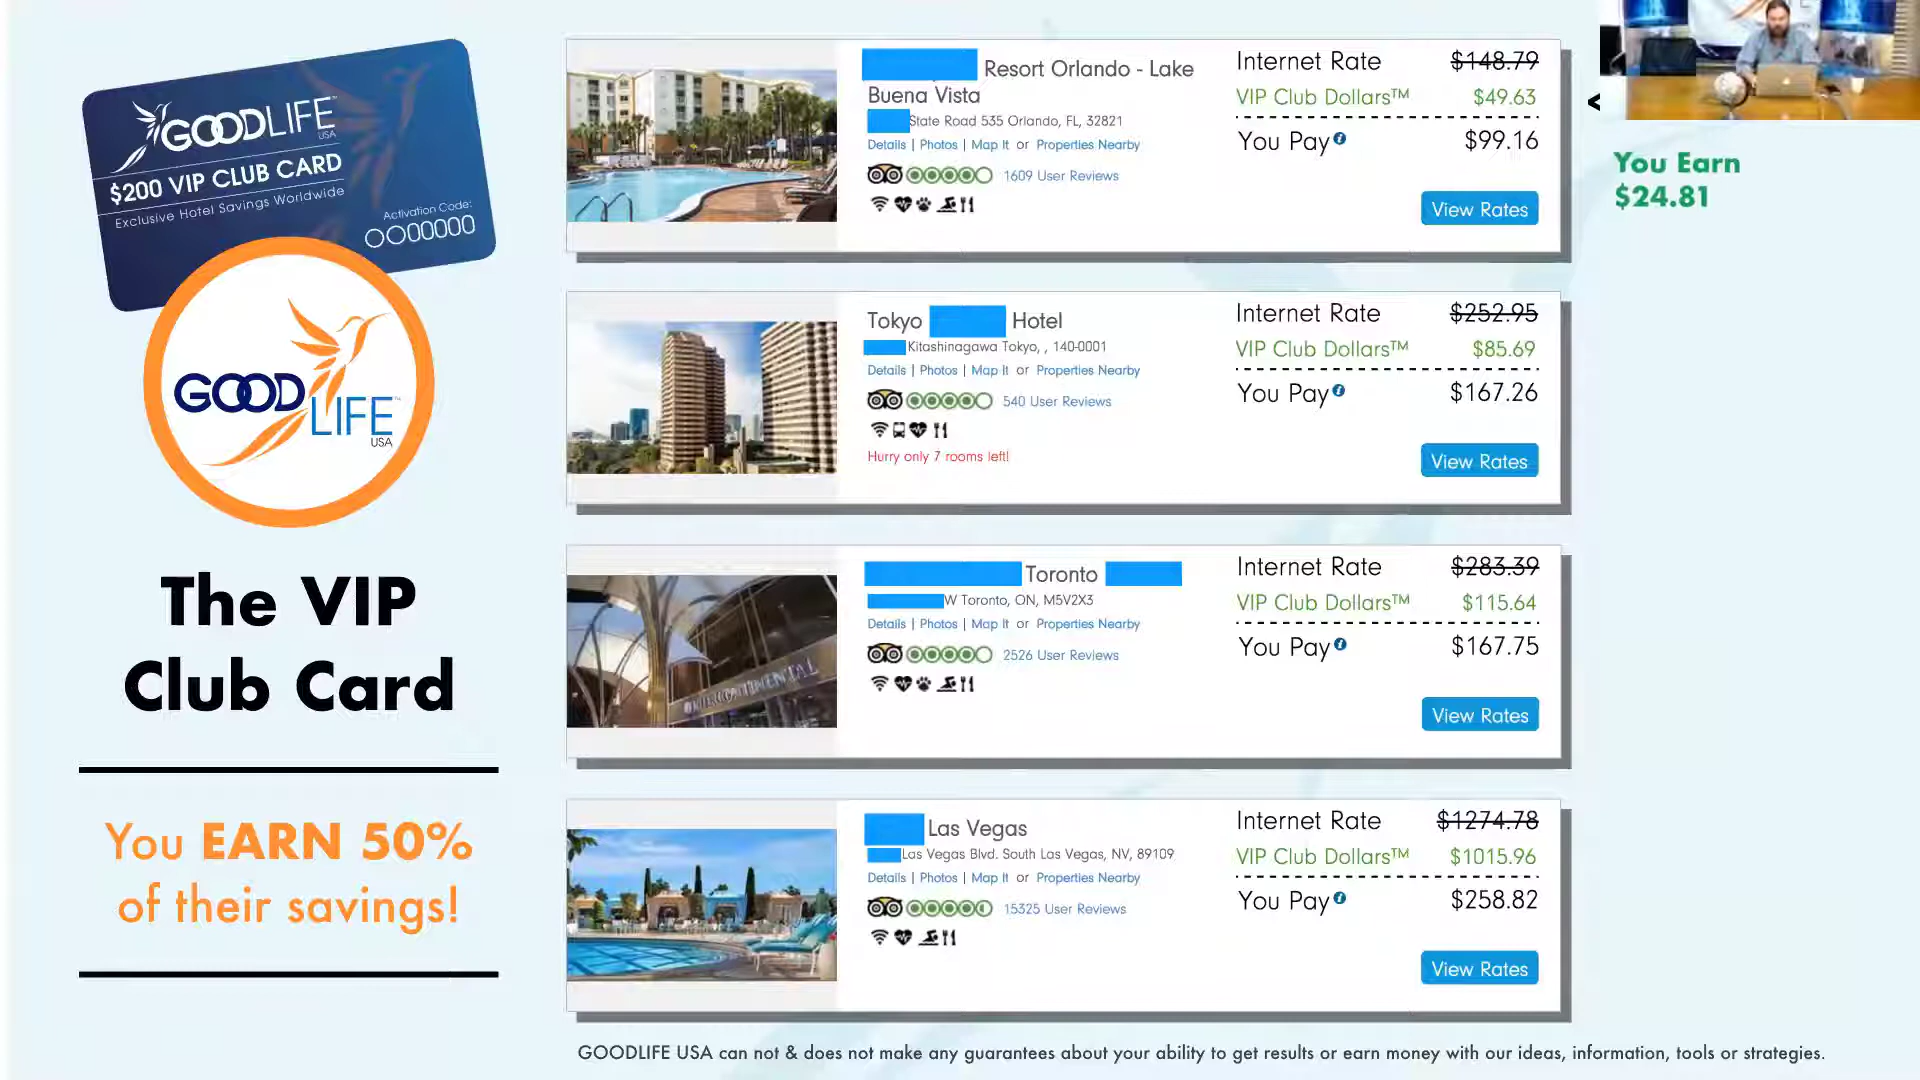 GOODLIFE™
USA
$200 VIP CLUB CARD
Exclusive Hotel Savings Worldwide
Activation Code:
OO00000
GOOD
LIFE™
USA
The VIP
Club Card
You EARN 50%
of their savings!
Resort Orlando - Lake
Buena Vista
State Road 535 Orlando, FL, 32821
Details | Photos | Map It or Properties Nearby
1609 User Reviews
Internet Rate $148.79
VIP Club Dollars™ $49.63
You Pay $99.16
View Rates
Tokyo Hotel
Kitashinagawa Tokyo, , 140-0001
Details | Photos | Map It or Properties Nearby
540 User Reviews
Hurry only 7 rooms left!
Internet Rate $252.95
VIP Club Dollars™ $85.69
You Pay $167.26
View Rates
INTERCONTINENTAL
Toronto
W Toronto, ON, M5V2X3
Details | Photos | Map It or Properties Nearby
2526 User Reviews
Internet Rate $283.39
VIP Club Dollars™ $115.64
You Pay $167.75
View Rates
Las Vegas
Las Vegas Blvd. South Las Vegas, NV, 89109
Details | Photos | Map It or Properties Nearby
15325 User Reviews
Internet Rate $1274.78
VIP Club Dollars™ $1015.96
You Pay $258.82
View Rates
<
You Earn
$24.81
GOODLIFE USA can not & does not make any guarantees about your ability to get results or earn money with our ideas, information, tools or strategies.